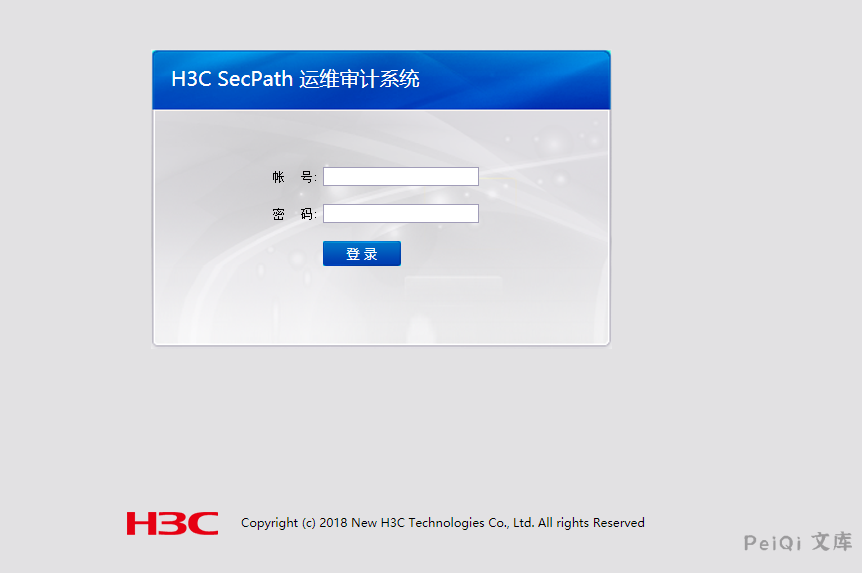 H3C SecPath 运维审计系统
帐 号:
密 码:
登 录
H3C Copyright (c) 2018 New H3C Technologies Co., Ltd. All rights Reserved
PeiQi 文库